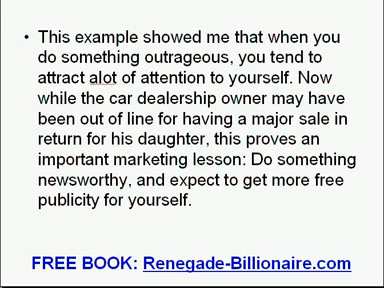 • This example showed me that when you
do something outrageous, you tend to
attract alot of attention to yourself. Now
while the car dealership owner may have
been out of line for having a major sale in
return for his daughter, this proves an
important marketing lesson: Do something
newsworthy, and expect to get more free
publicity for yourself.
FREE BOOK: Renegade-Billionaire.com